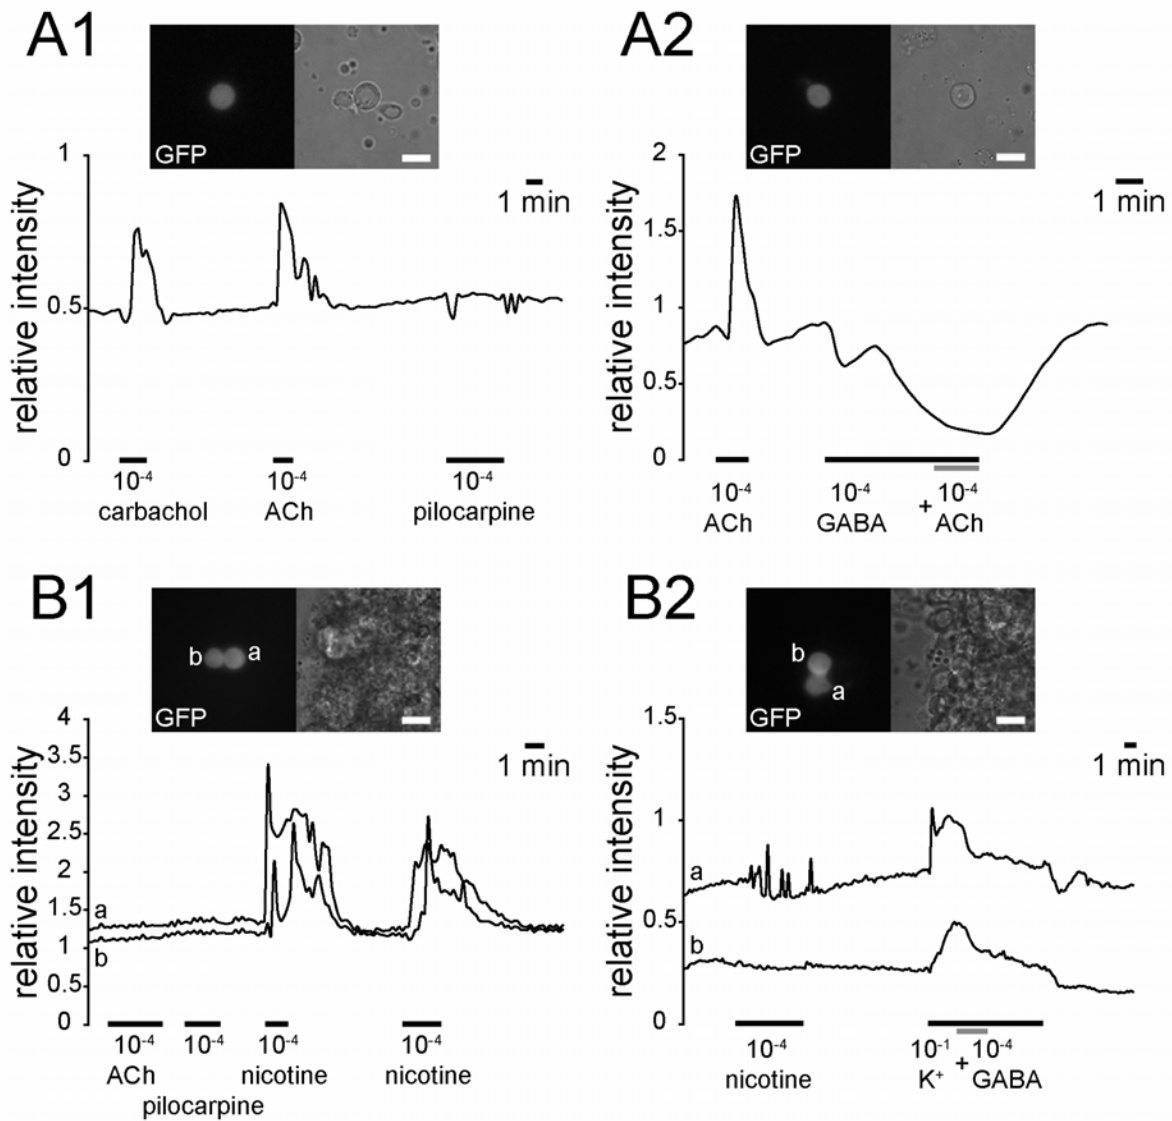 A1
GFP
1
0.5
0
relative intensity
1 min
10⁻⁴ 10⁻⁴ 10⁻⁴
carbachol ACh pilocarpine
A2
GFP
2
1.5
1
0.5
0
relative intensity
1 min
10⁻⁴ 10⁻⁴ + 10⁻⁴
ACh GABA ACh
B1
b a
GFP
4
3.5
3
2.5
2
1.5
1
0.5
0
relative intensity
1 min
a
b
10⁻⁴ 10⁻⁴ 10⁻⁴ 10⁻⁴
ACh nicotine nicotine
pilocarpine
B2
b
a
GFP
1.5
1
0.5
0
relative intensity
1 min
a
b
10⁻⁴ 10⁻¹ + 10⁻⁴
nicotine K⁺ GABA